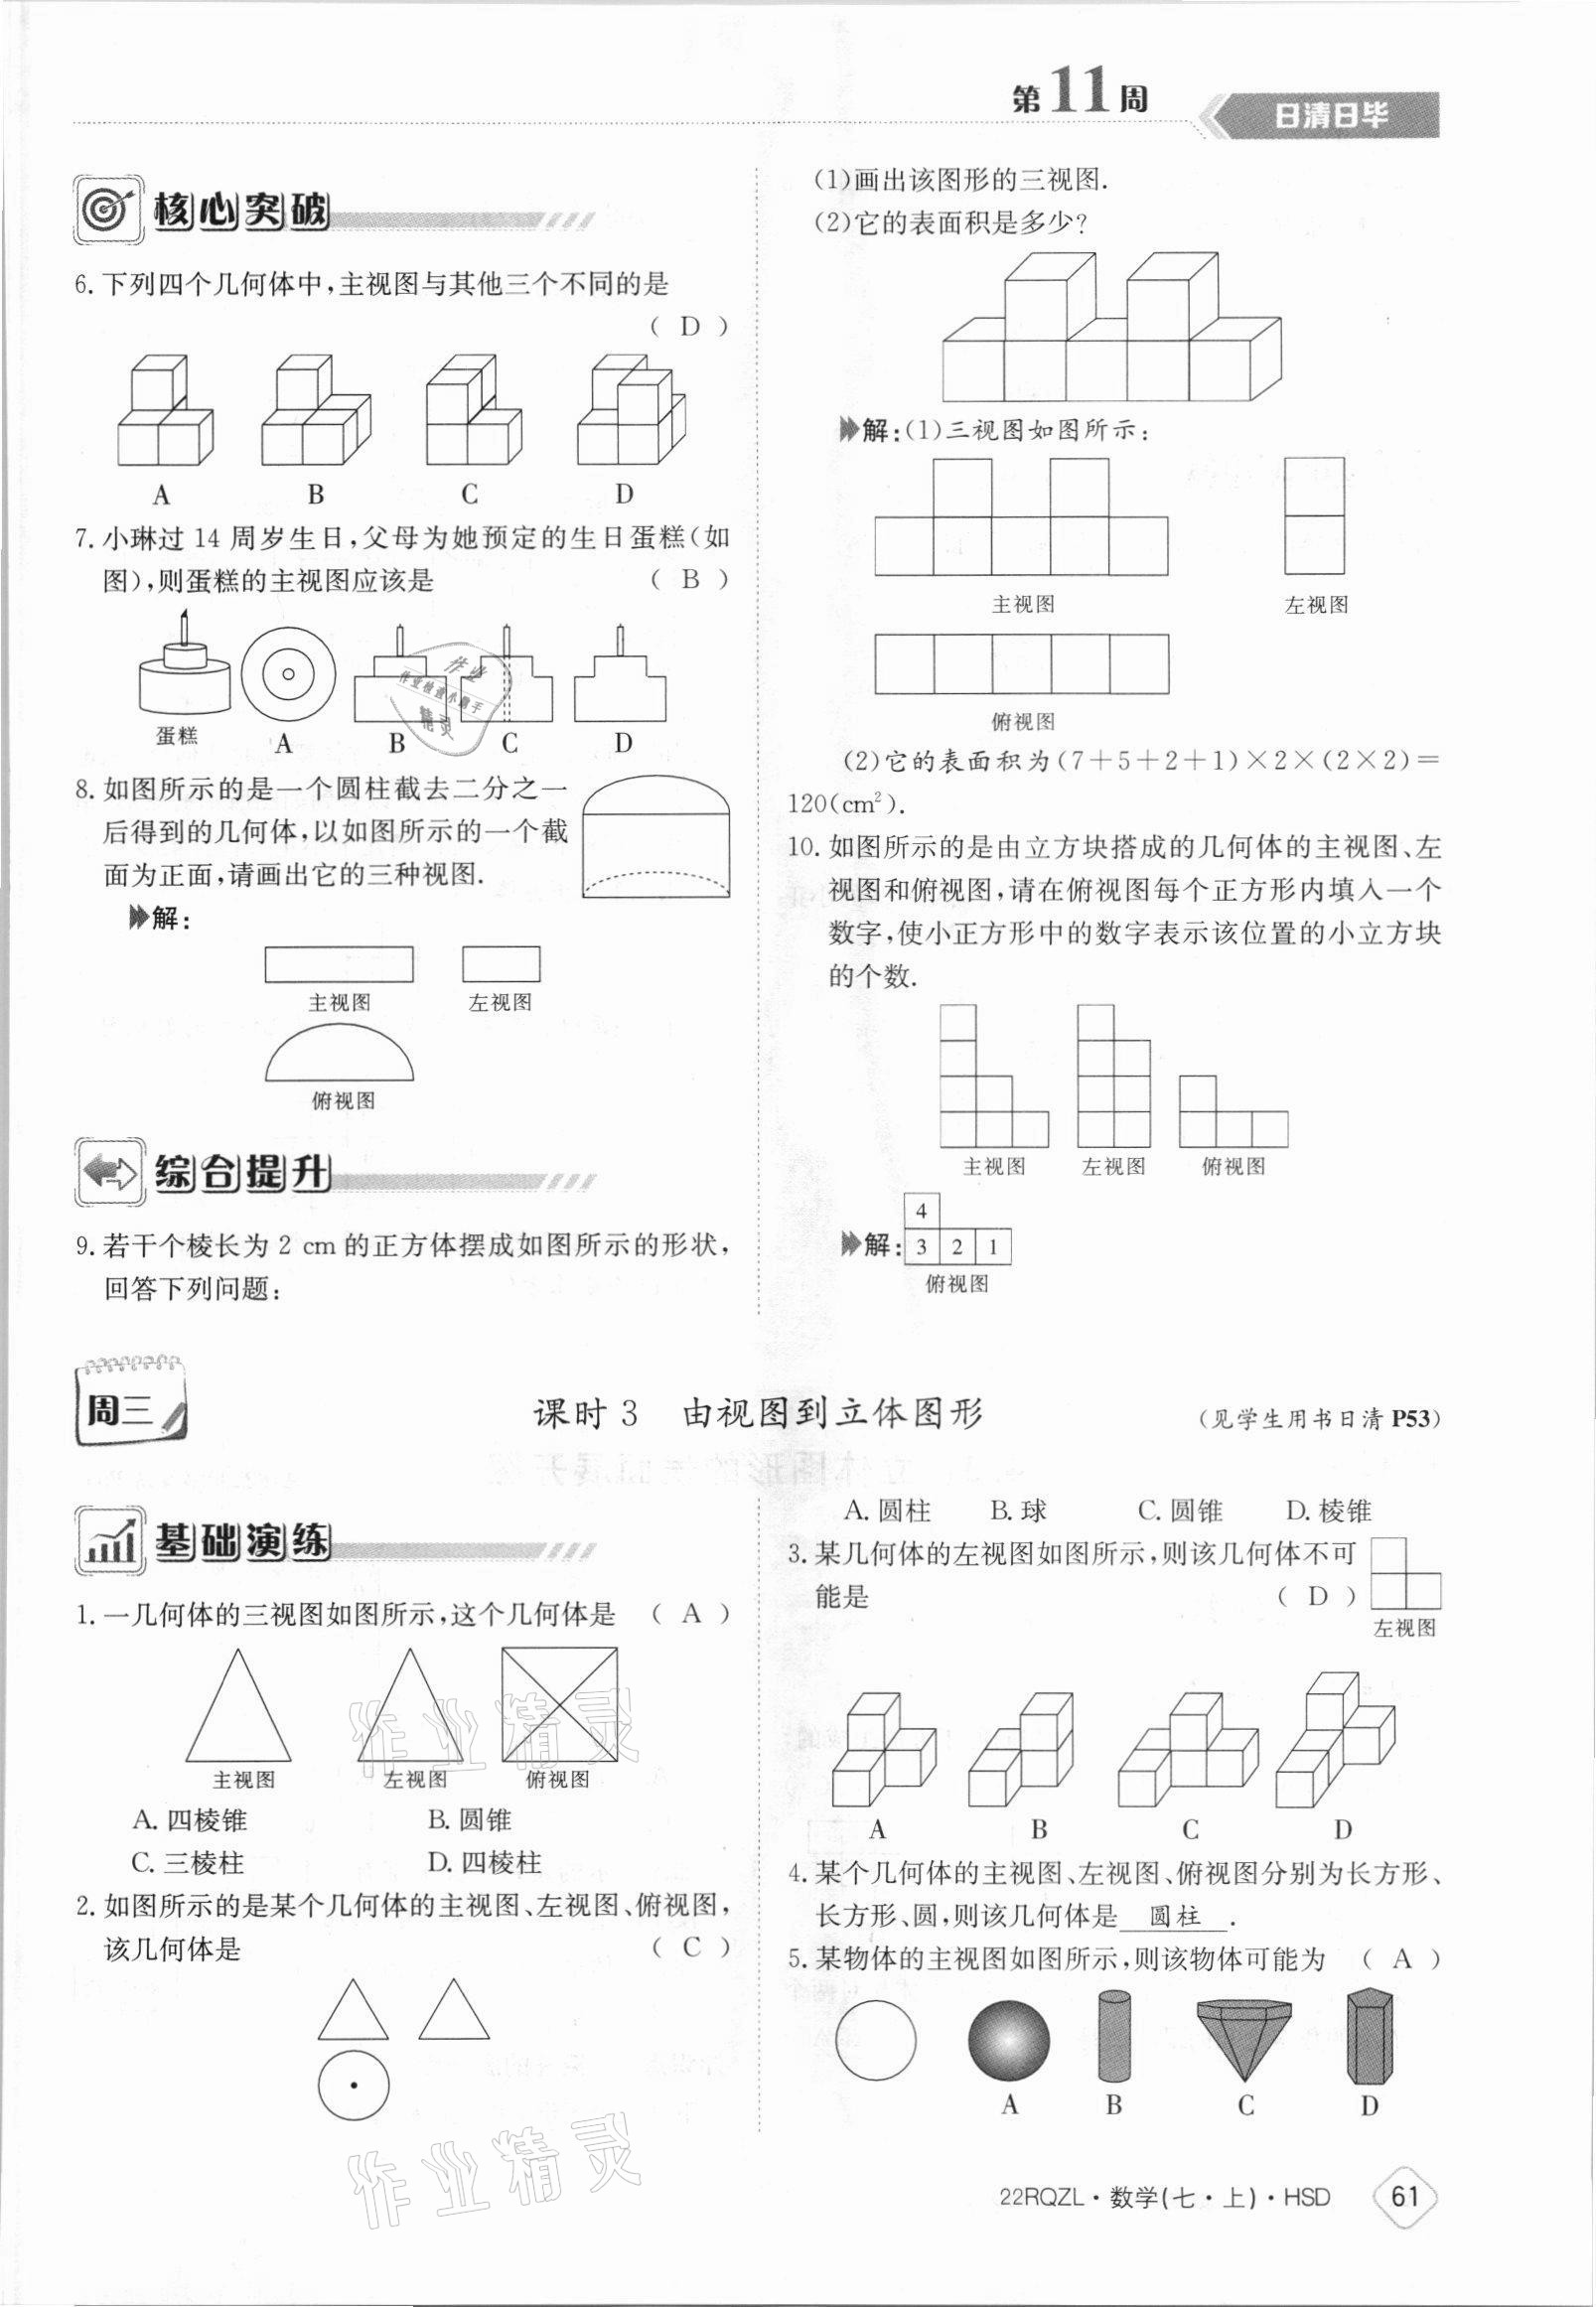 第11周
日清日毕
核心突破
6.下列四个几何体中,主视图与其他三个不同的是
( D )
A B C D
7.小琳过 14 周岁生日,父母为她预定的生日蛋糕(如
图),则蛋糕的主视图应该是 ( B )
蛋糕 A B C D
8.如图所示的是一个圆柱截去二分之一
后得到的几何体,以如图所示的一个截
面为正面,请画出它的三种视图.
解:
主视图 左视图
俯视图
综合提升
9.若干个棱长为 2 cm 的正方体摆成如图所示的形状,
回答下列问题:
(1)画出该图形的三视图.
(2)它的表面积是多少?
解:(1)三视图如图所示:
主视图 左视图
俯视图
(2)它的表面积为(7+5+2+1)×2×(2×2)=
120(cm²).
10.如图所示的是由立方块搭成的几何体的主视图、左
视图和俯视图,请在俯视图每个正方形内填入一个
数字,使小正方形中的数字表示该位置的小立方块
的个数.
主视图 左视图 俯视图
4
解: 3 2 1
俯视图
周三
课时 3 由视图到立体图形
(见学生用书日清 P53)
基础演练
1.一几何体的三视图如图所示,这个几何体是 ( A )
主视图 左视图 俯视图
A.四棱锥 B.圆锥
C.三棱柱 D.四棱柱
2.如图所示的是某个几何体的主视图、左视图、俯视图,
该几何体是 ( C )
A.圆柱 B.球 C.圆锥 D.棱锥
3.某几何体的左视图如图所示,则该几何体不可
能是 ( D )
左视图
A B C D
4.某个几何体的主视图、左视图、俯视图分别为长方形、
长方形、圆,则该几何体是 圆柱 .
5.某物体的主视图如图所示,则该物体可能为 ( A )
A B C D
22RQZL·数学(七·上)·HSD 61
作业
作业检查小助手
精灵
作业精灵
作业精灵